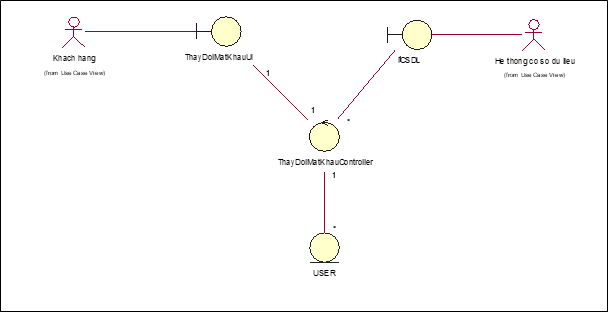 Khach hang
(from Use Case View)
ThayDoiMatKhauUI
ICSDL
He thong co so du lieu
(from Use Case View)
1
1
*
ThayDoiMatKhauController
1
*
USER